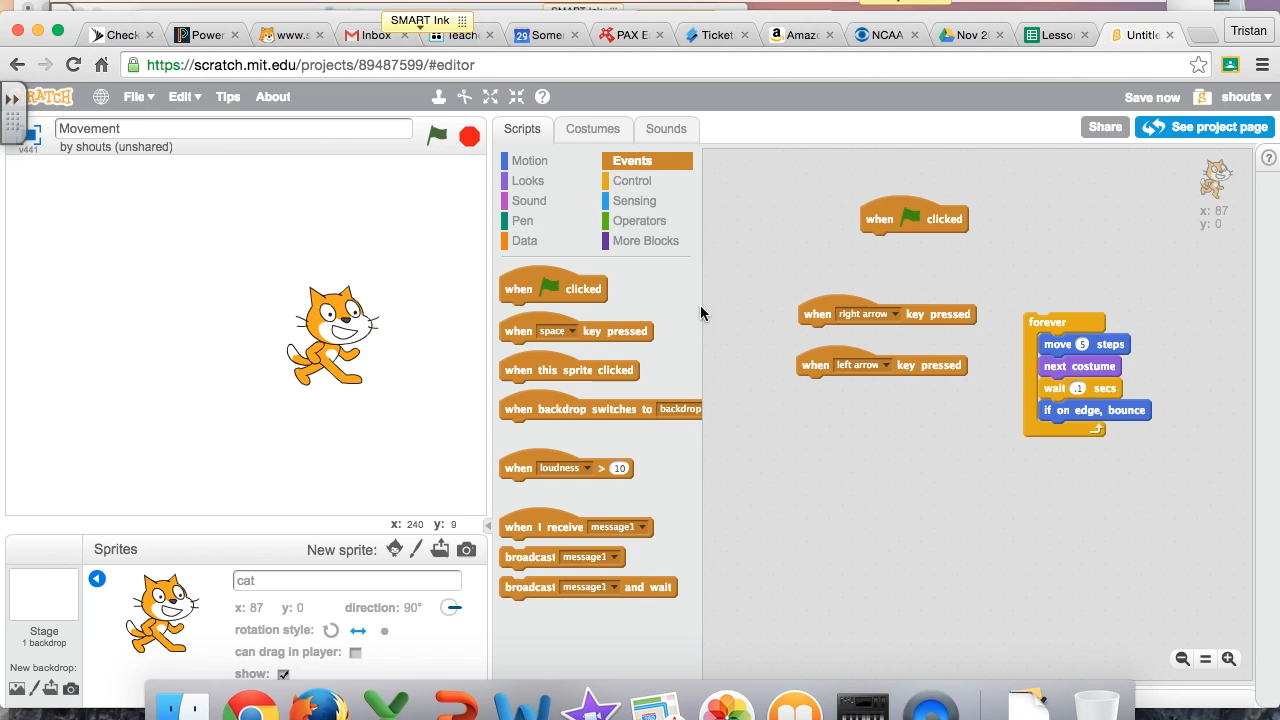 SMART Ink
Check
Power
www.s
Inbox
Teach
29 Some
PAX E
Ticket
Amaz
NCAA
Nov 2
Lesso
Untitle
Tristan
https://scratch.mit.edu/projects/89487599/#editor
File Edit Tips About
Save now shouts
Movement
by shouts (unshared)
v441
Scripts Costumes Sounds
Share See project page
Motion Events
Looks Control
Sound Sensing
Pen Operators
Data More Blocks
when clicked
when space key pressed
when this sprite clicked
when backdrop switches to backdrop
when loudness > 10
when I receive message1
broadcast message1
broadcast message1 and wait
when clicked
when right arrow key pressed
when left arrow key pressed
forever
move 5 steps
next costume
wait .1 secs
if on edge, bounce
x: 87
y: 0
x: 240 y: 9
Sprites New sprite:
cat
x: 87 y: 0 direction: 90°
rotation style:
can drag in player:
show:
Stage
1 backdrop
New backdrop: